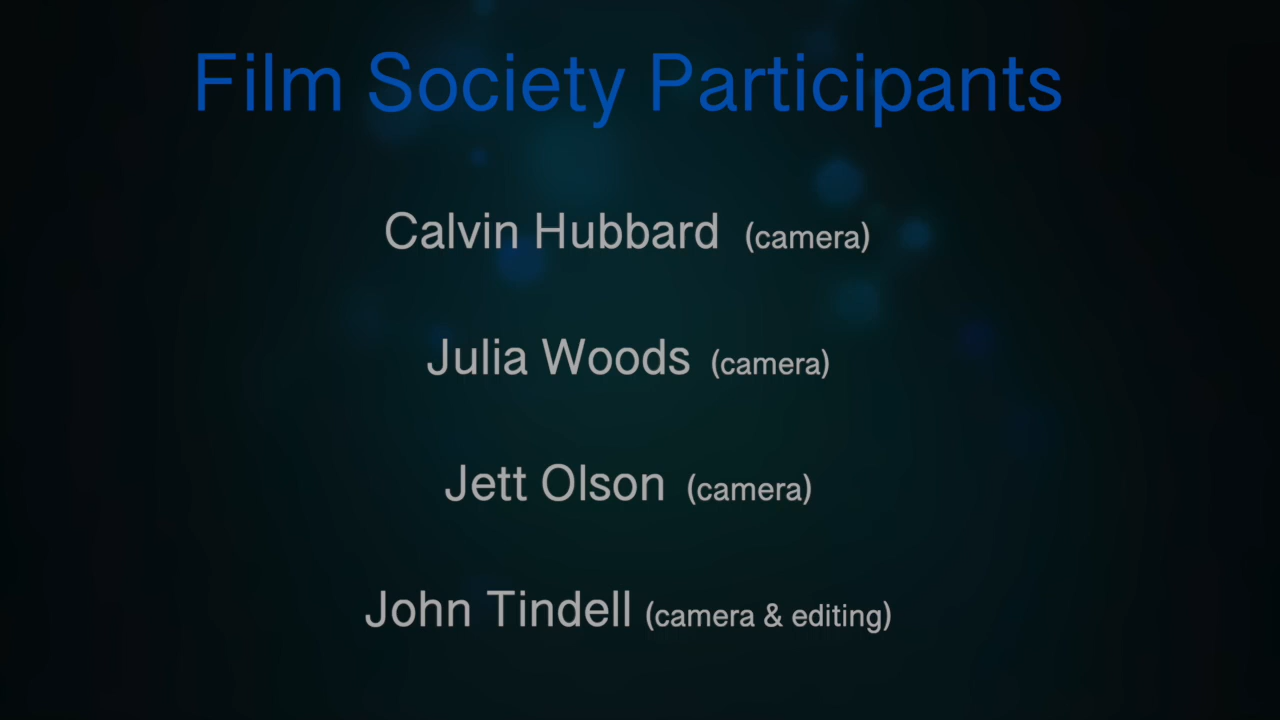 Film Society Participants
Calvin Hubbard (camera)
Julia Woods (camera)
Jett Olson (camera)
John Tindell (camera & editing)